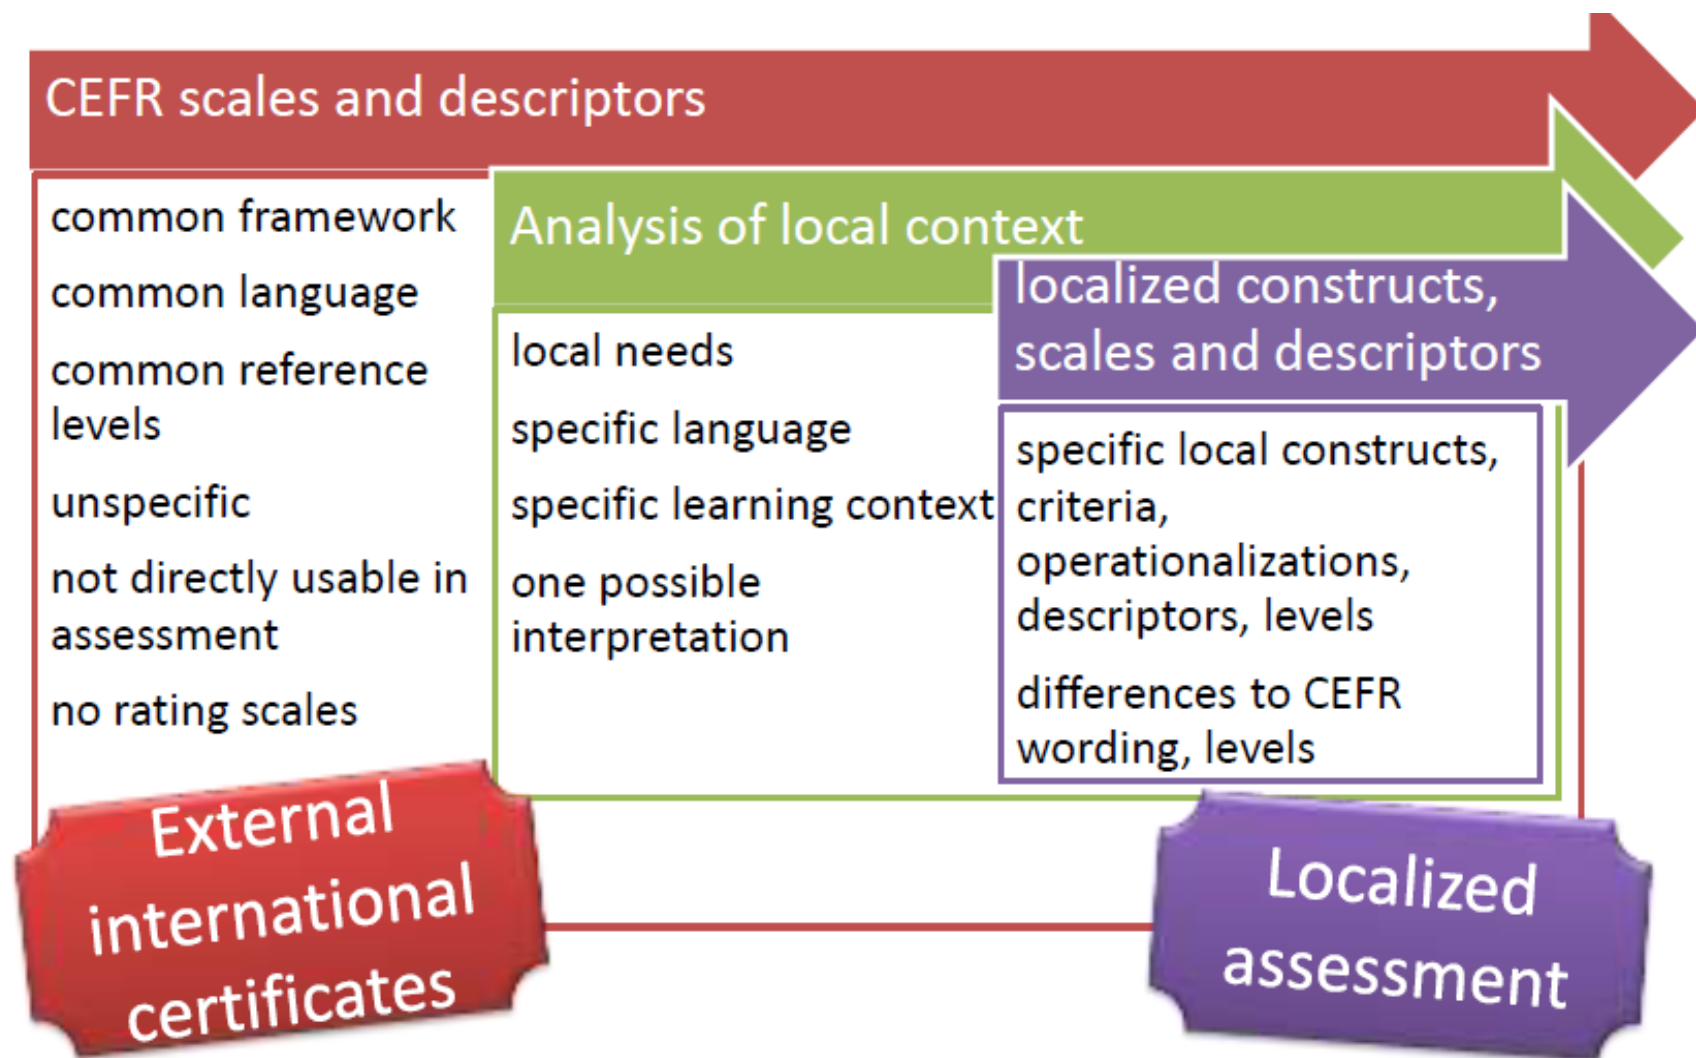 CEFR scales and descriptors
common framework
common language
common reference
levels
unspecific
not directly usable in
assessment
no rating scales
Analysis of local context
local needs
specific language
specific learning context
one possible
interpretation
localized constructs,
scales and descriptors
specific local constructs,
criteria,
operationalizations,
descriptors, levels
differences to CEFR
wording, levels
External
international
certificates
Localized
assessment